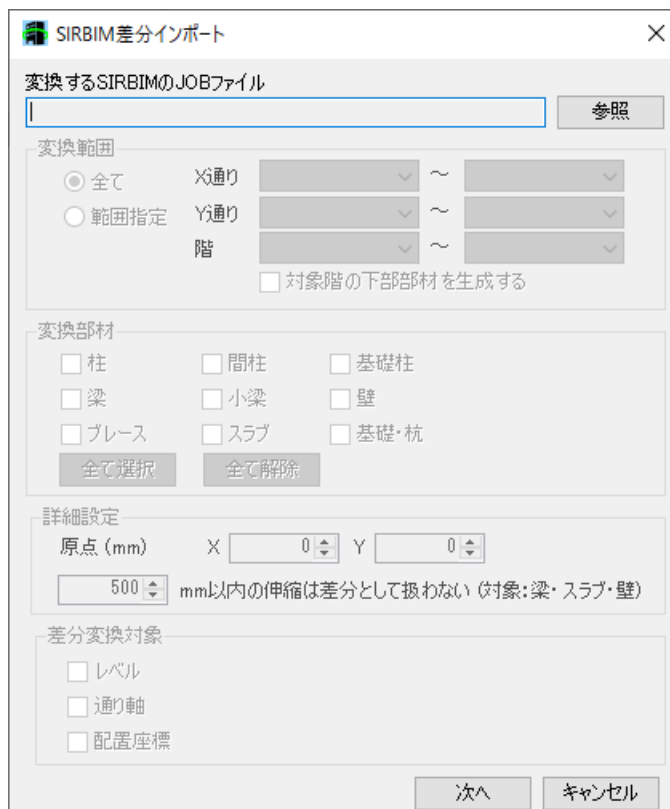 SIRBIM差分インポート
変換するSIRBIMのJOBファイル
参照
変換範囲
全て
範囲指定
X通り ～
Y通り ～
階 ～
対象階の下部部材を生成する
変換部材
柱 間柱 基礎柱
梁 小梁 壁
ブレース スラブ 基礎・杭
全て選択 全て解除
詳細設定
原点(mm) X 0 Y 0
500 mm以内の伸縮は差分として扱わない(対象:梁・スラブ・壁)
差分変換対象
レベル
通り軸
配置座標
次へ キャンセル